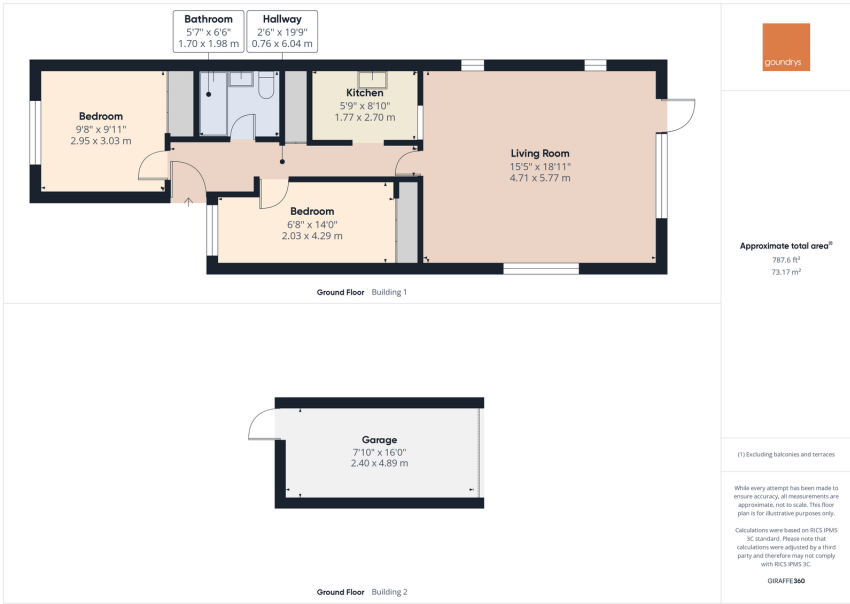 Bathroom
5'7" x 6'6"
1.70 x 1.98 m
Hallway
2'6" x 19'9"
0.76 x 6.04 m
Bedroom
9'8" x 9'11"
2.95 x 3.03 m
Kitchen
5'9" x 8'10"
1.77 x 2.70 m
Living Room
15'5" x 18'11"
4.71 x 5.77 m
Bedroom
6'8" x 14'0"
2.03 x 4.29 m
Ground Floor Building 1
Garage
7'10" x 16'0"
2.40 x 4.89 m
Ground Floor Building 2
goundrys
Approximate total area⁽¹⁾
787.6 ft²
73.17 m²
(1) Excluding balconies and terraces
While every attempt has been made to
ensure accuracy, all measurements are
approximate, not to scale. This floor
plan is for illustrative purposes only.
Calculations were based on RICS IPMS
3C standard. Please note that
calculations were adjusted by a third
party and therefore may not comply
with RICS IPMS 3C.
GIRAFFE360